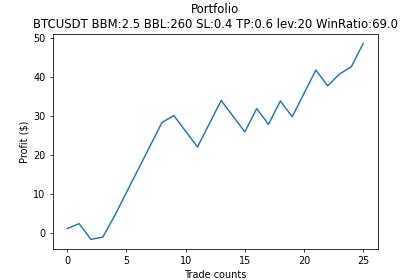 Portfolio
BTCUSDT BBM:2.5 BBL:260 SL:0.4 TP:0.6 lev:20 WinRatio:69.0
50
40
30
20
10
0
Profit ($)
0 5 10 15 20 25
Trade counts